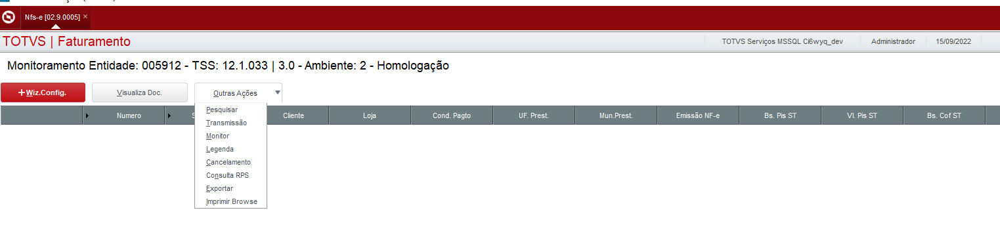 Nfs-e [02.9.0005] ×
TOTVS | Faturamento
TOTVS Serviços MSSQL Ci6wyq_dev Administrador 15/09/2022
Monitoramento Entidade: 005912 - TSS: 12.1.033 | 3.0 - Ambiente: 2 - Homologação
+Wiz.Config. Visualiza Doc. Outras Ações
Numero Cliente Loja Cond. Pagto UF. Prest. Mun.Prest. Emissão NF-e Bs. Pis ST Vl. Pis ST Bs. Cof ST
Pesquisar
Transmissão
Monitor
Legenda
Cancelamento
Consulta RPS
Exportar
Imprimir Browse